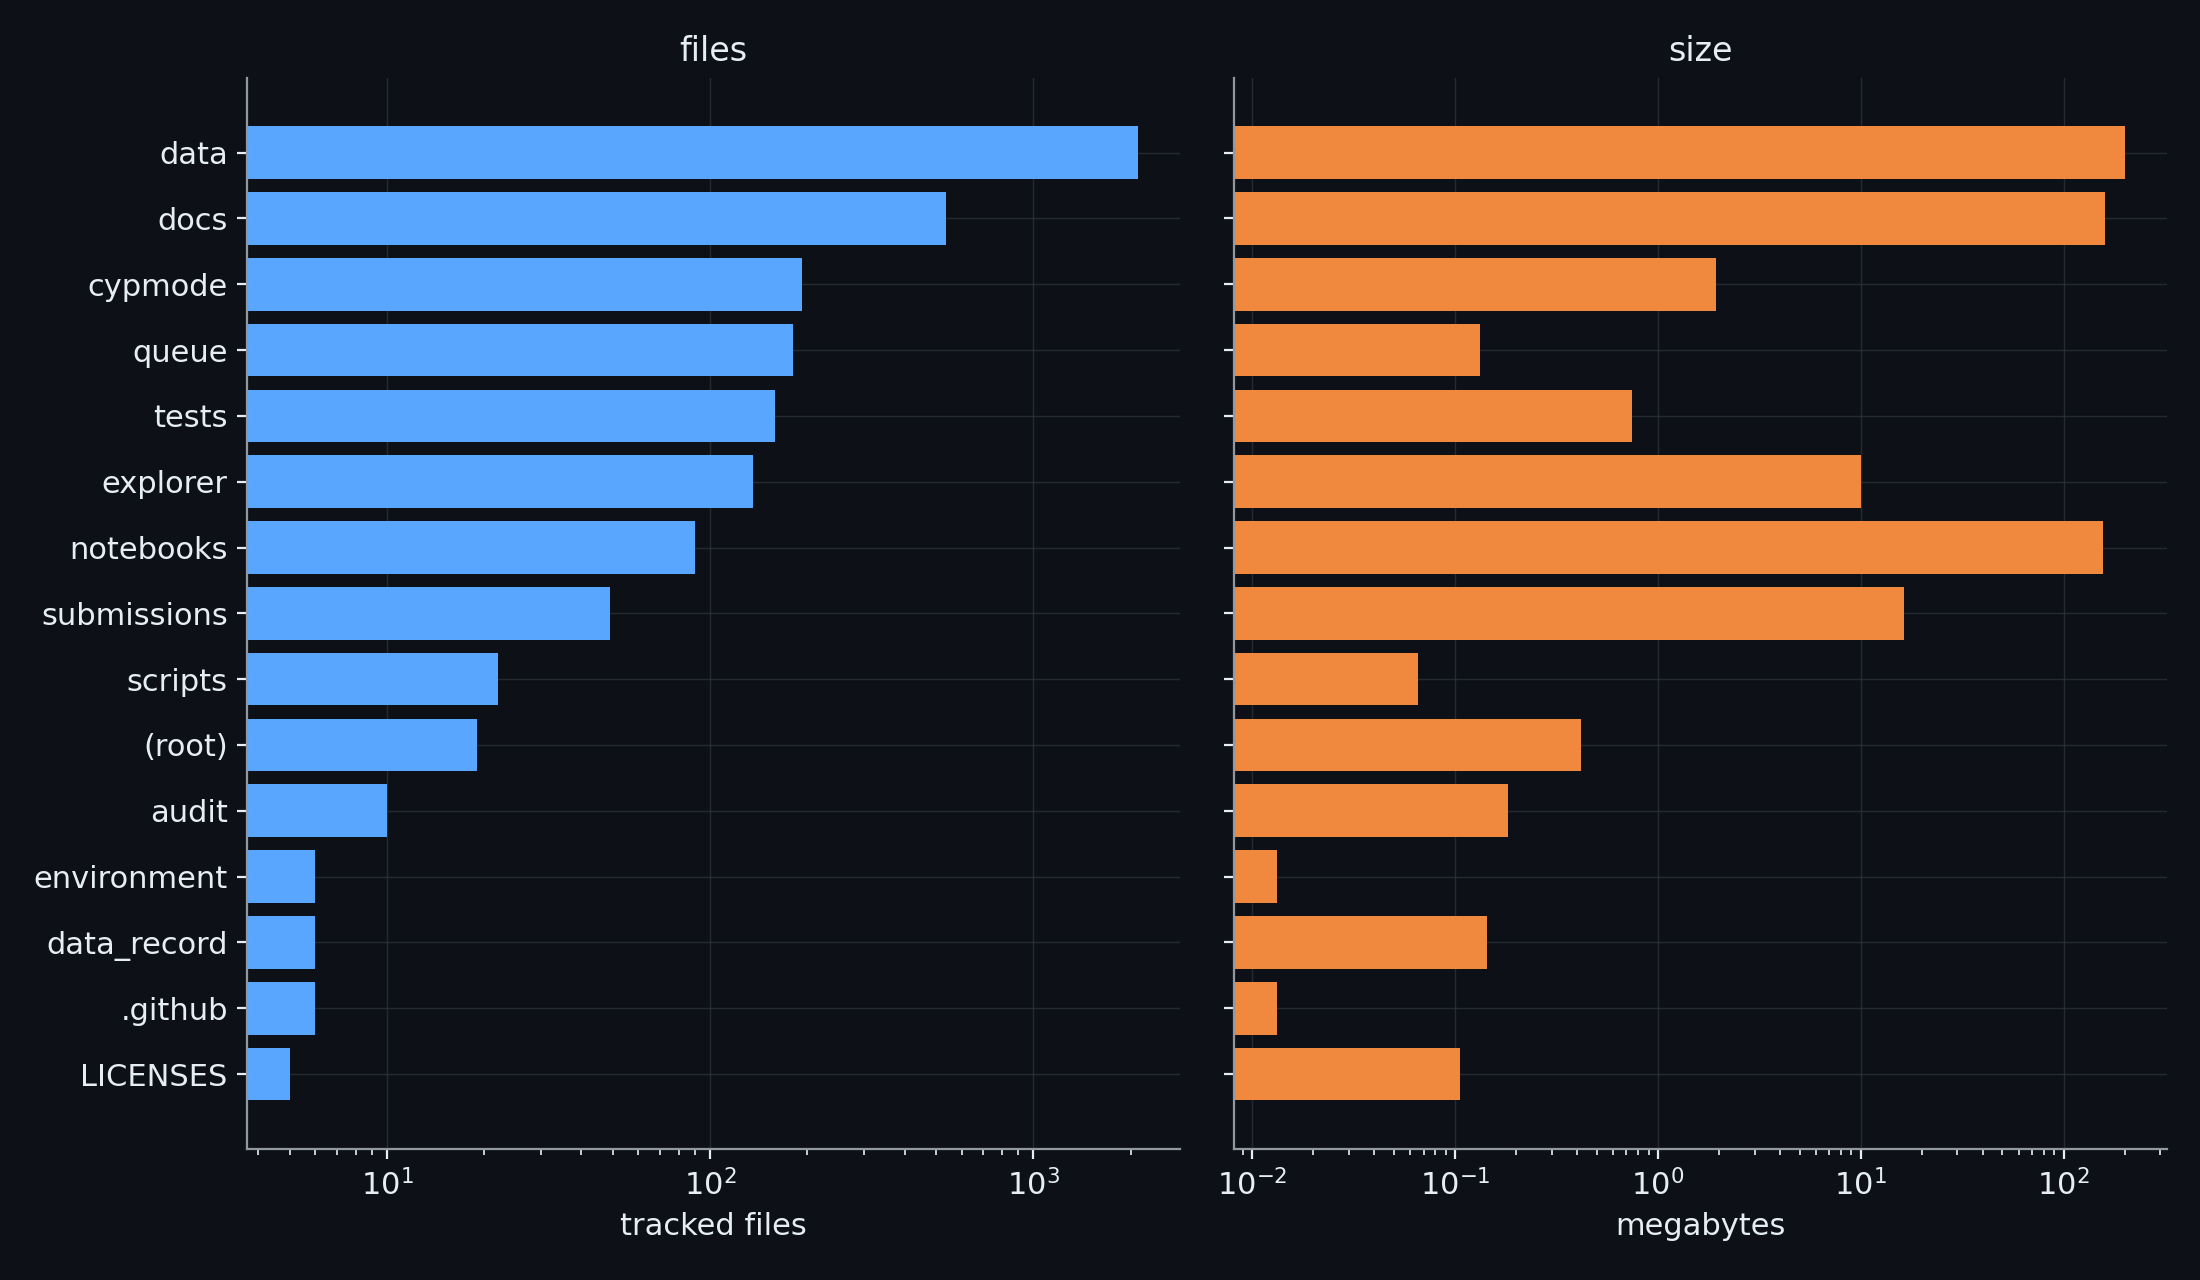 files
size
data
docs
cypmode
queue
tests
explorer
notebooks
submissions
scripts
(root)
audit
environment
data_record
.github
LICENSES
10¹ 10² 10³
10⁻² 10⁻¹ 10⁰ 10¹ 10²
tracked files
megabytes